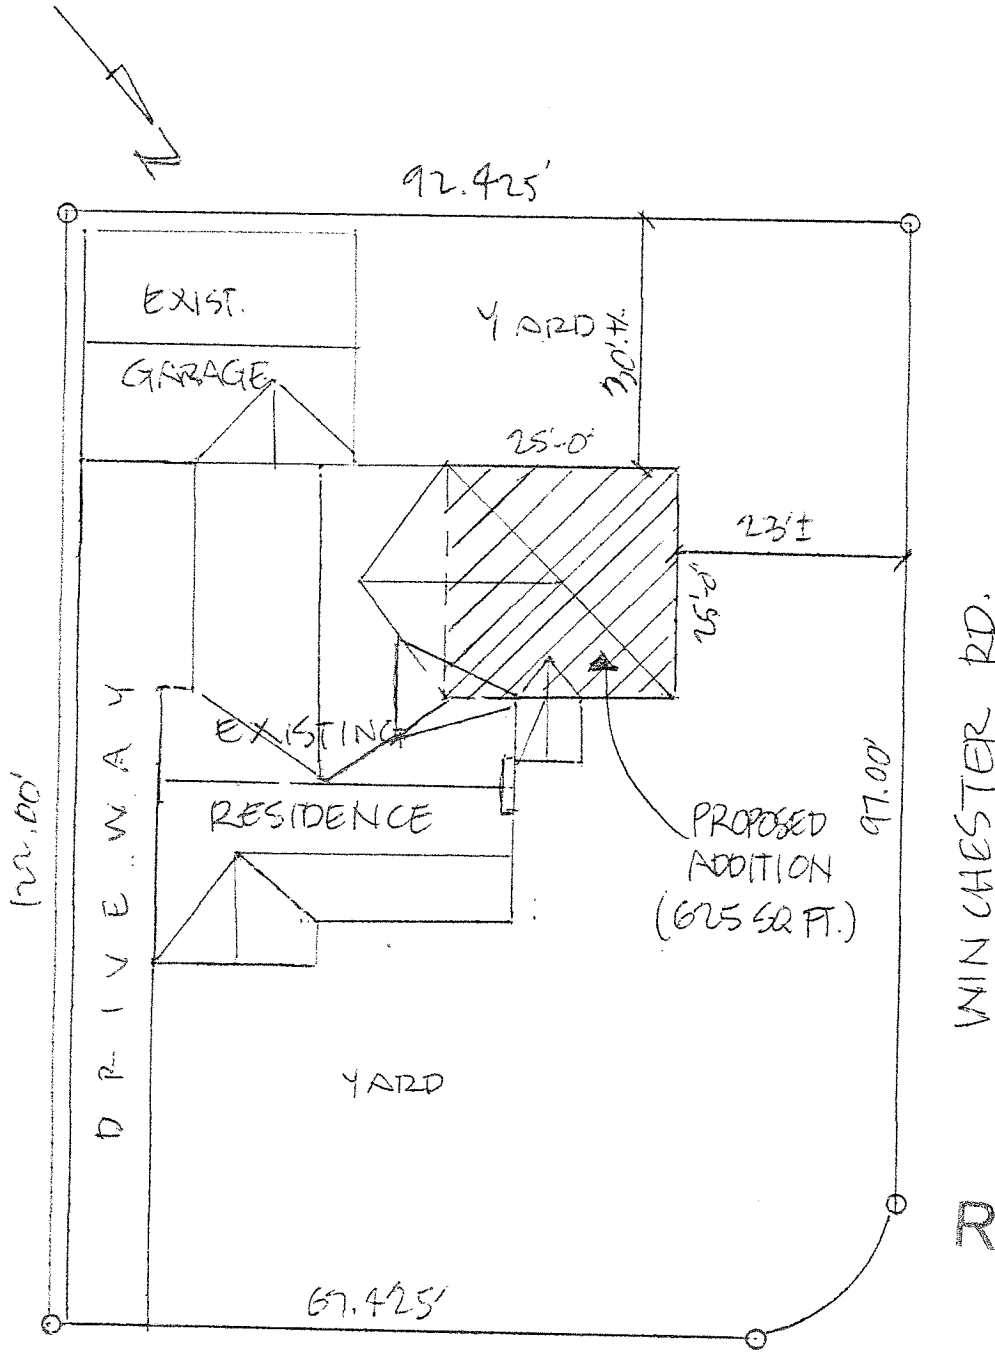 N
92.425'
EXIST.
GARAGE
YARD
30'±
25'-0"
23'±
25'-0"
EXISTING
RESIDENCE
DRIVEWAY
122.00'
PROPOSED
ADDITION
(625 SQ FT.)
97.00'
WINCHESTER RD.
YARD
R
67.425'